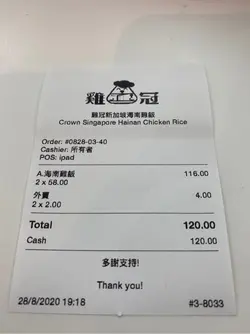 雞 冠
雞冠新加坡海南雞飯
Crown Singapore Hainan Chicken Rice
Order: #0828-03-40
Cashier: 所有者
POS: ipad
A.海南雞飯 116.00
2 x 58.00
外賣 4.00
2 x 2.00
Total 120.00
Cash 120.00
多謝支持!
Thank you!
28/8/2020 19:18 #3-8033